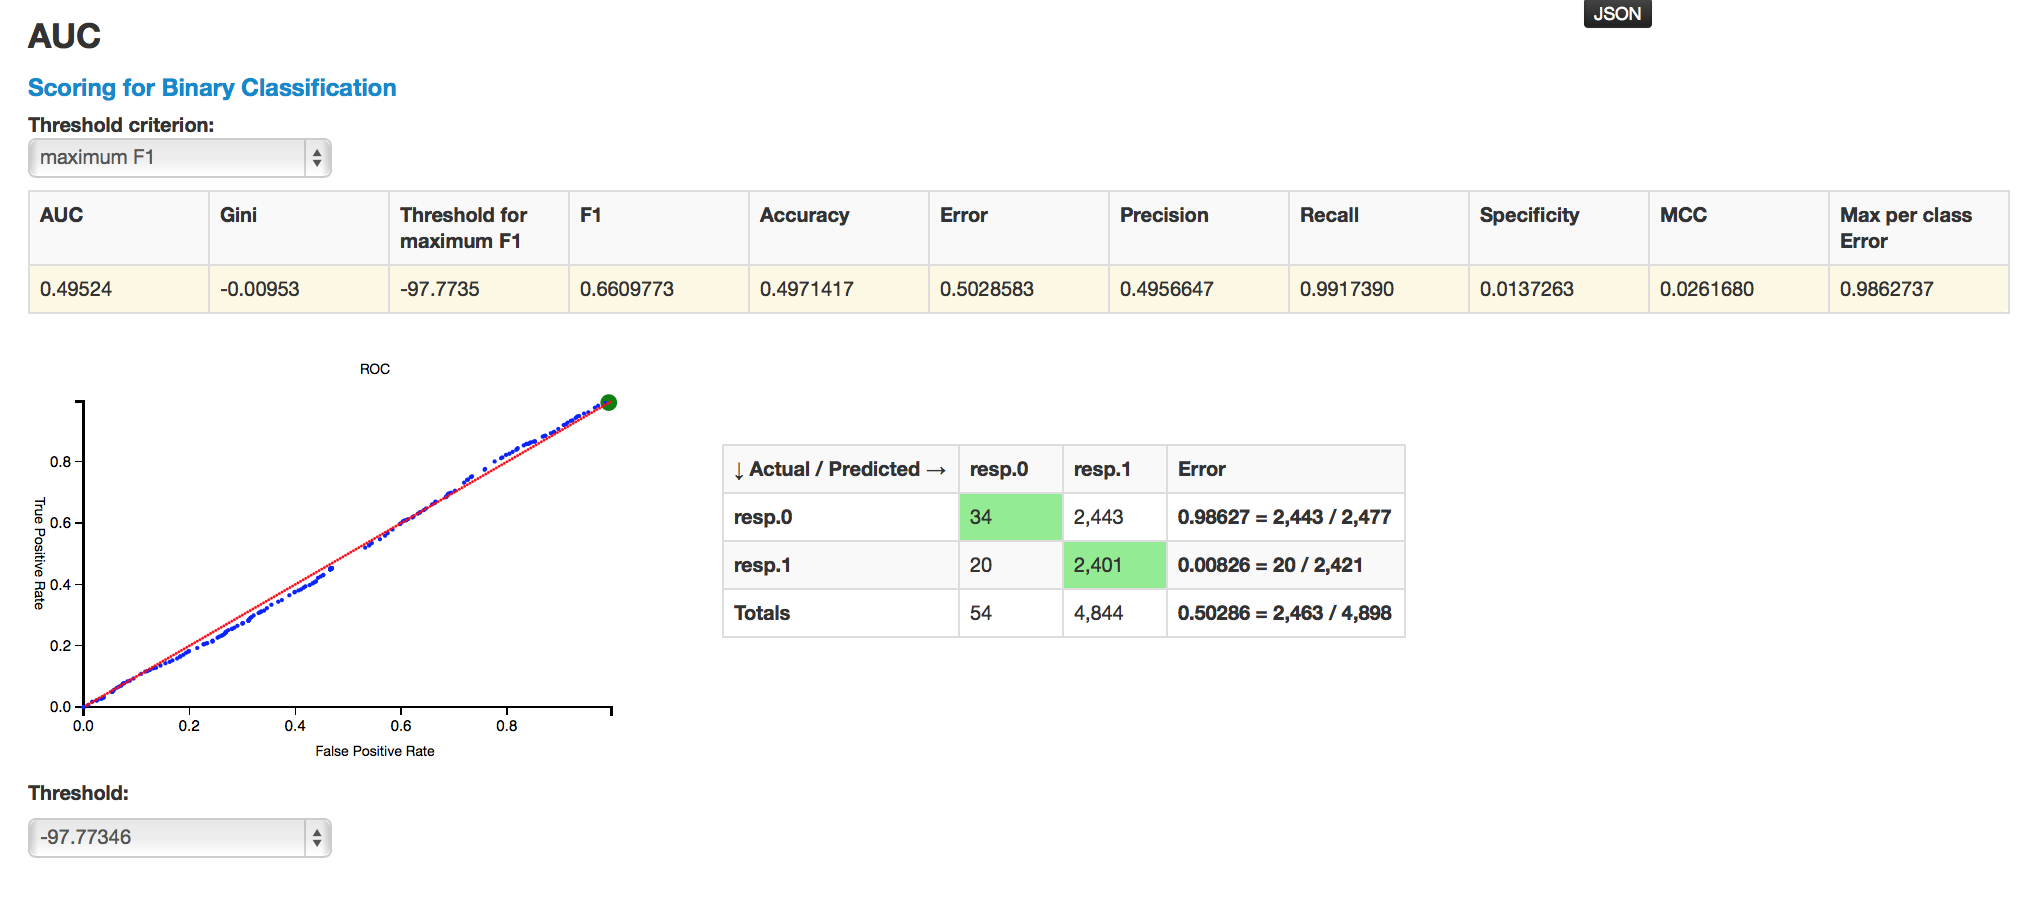 JSON
AUC
Scoring for Binary Classification
Threshold criterion:
maximum F1
AUC Gini Threshold for maximum F1 F1 Accuracy Error Precision Recall Specificity MCC Max per class Error
0.49524 -0.00953 -97.7735 0.6609773 0.4971417 0.5028583 0.4956647 0.9917390 0.0137263 0.0261680 0.9862737
ROC
0.8
0.6
0.4
0.2
0.0
True Positive Rate
0.0 0.2 0.4 0.6 0.8
False Positive Rate
↓ Actual / Predicted → resp.0 resp.1 Error
resp.0 34 2,443 0.98627 = 2,443 / 2,477
resp.1 20 2,401 0.00826 = 20 / 2,421
Totals 54 4,844 0.50286 = 2,463 / 4,898
Threshold:
-97.77346